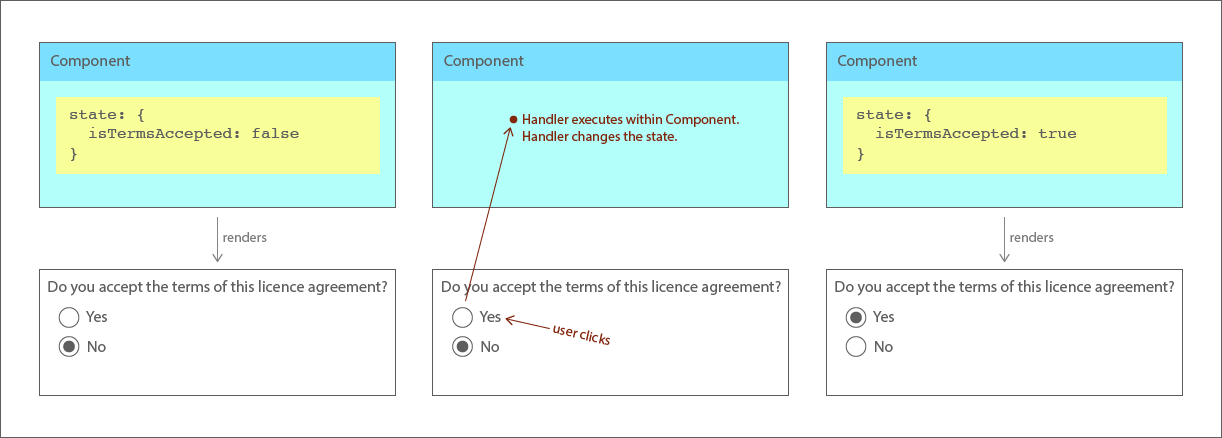 Component
state: {
isTermsAccepted: false
}
renders
Do you accept the terms of this licence agreement?
Yes
No
Component
Handler executes within Component.
Handler changes the state.
Do you accept the terms of this licence agreement?
Yes
user clicks
No
Component
state: {
isTermsAccepted: true
}
renders
Do you accept the terms of this licence agreement?
Yes
No